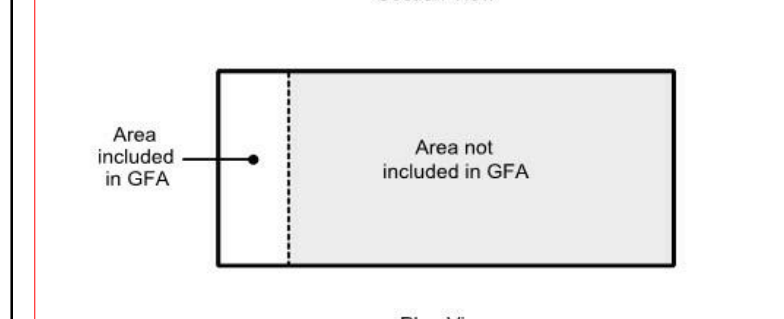 Area
included
in GFA
Area not
included in GFA